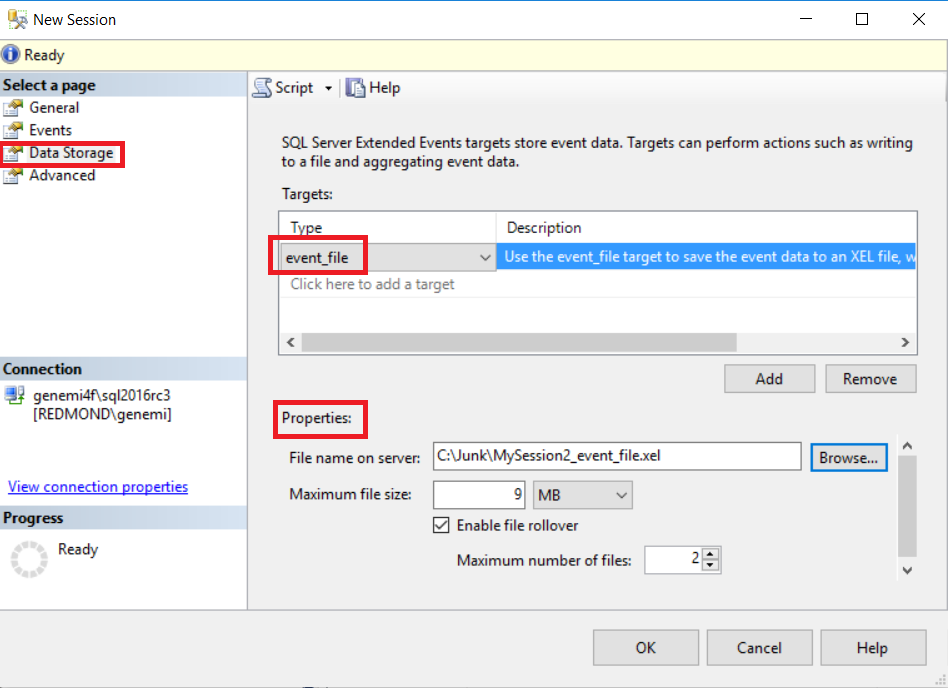 New Session
Ready
Select a page
General
Events
Data Storage
Advanced
Connection
genemi4f\sql2016rc3
[REDMOND\genemi]
View connection properties
Progress
Ready
Script
Help
SQL Server Extended Events targets store event data. Targets can perform actions such as writing
to a file and aggregating event data.
Targets:
Type Description
event_file Use the event_file target to save the event data to an XEL file, w
Click here to add a target
Add Remove
Properties:
File name on server: C:\Junk\MySession2_event_file.xel Browse...
Maximum file size: 9 MB
Enable file rollover
Maximum number of files: 2
OK Cancel Help